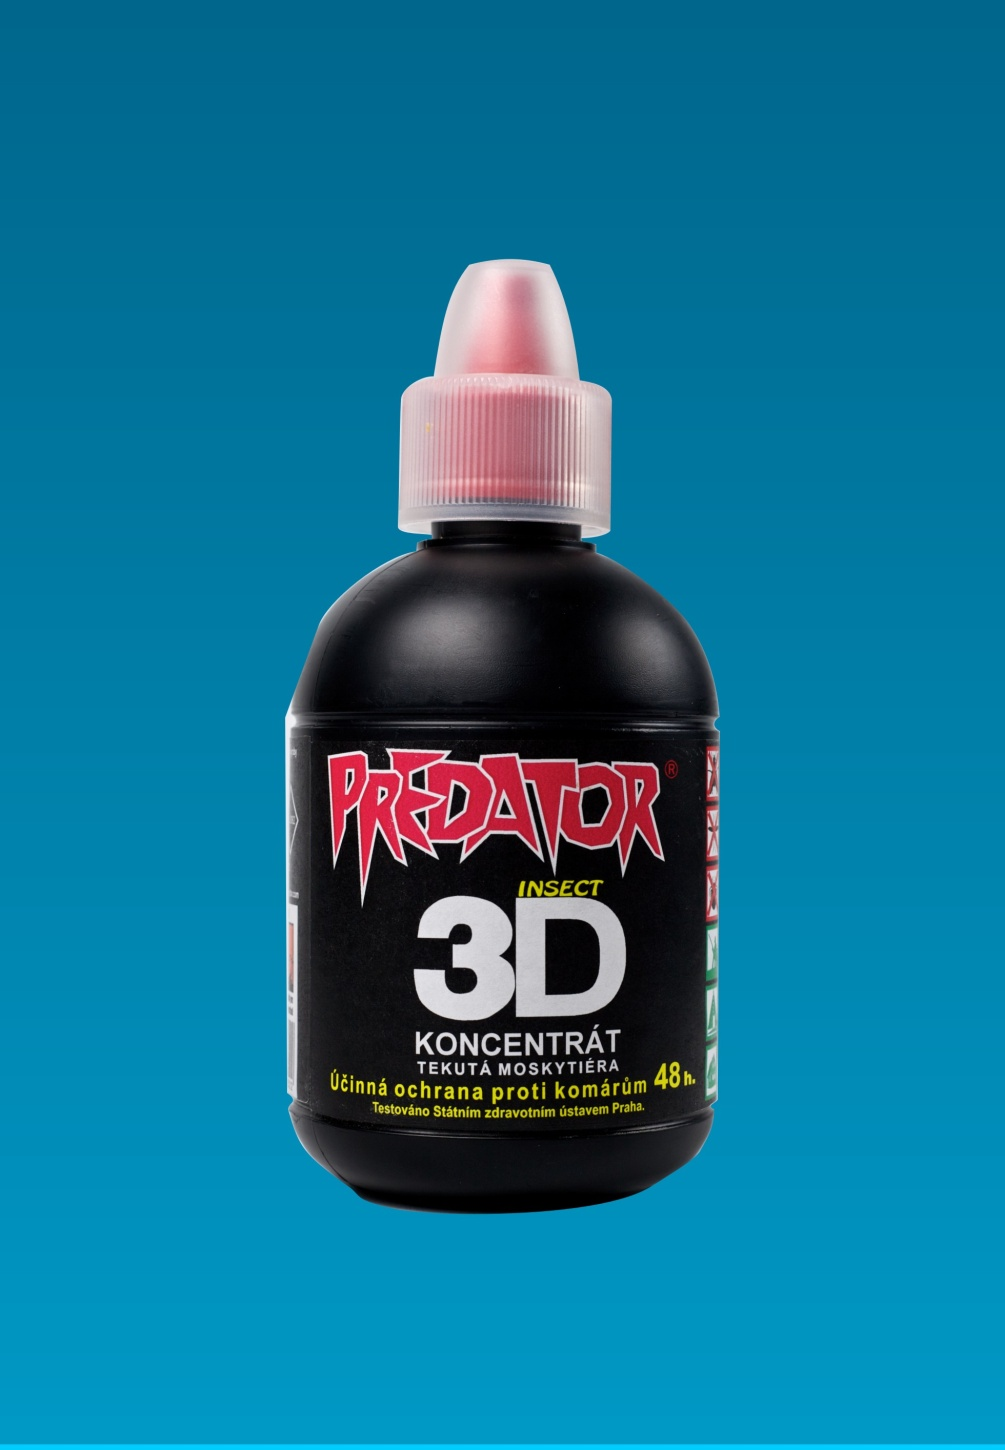 PREDATOR ®
INSECT
3D
KONCENTRÁT
TEKUTÁ MOSKYTIÉRA
Účinná ochrana proti komárům 48 h.
Testováno Státním zdravotním ústavem Praha.